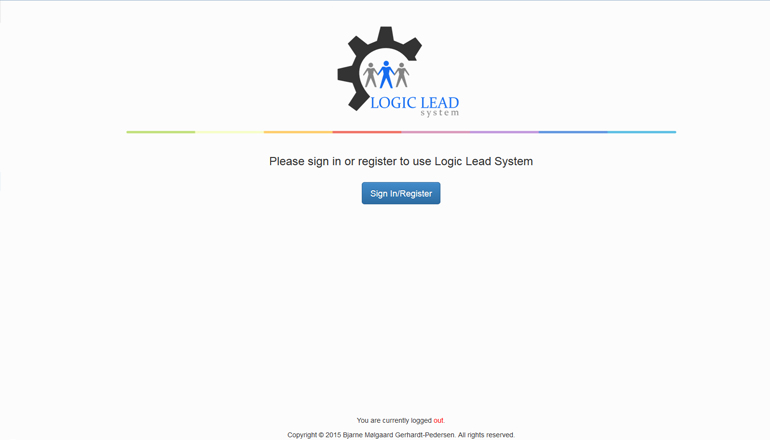 LOGIC LEAD
system
Please sign in or register to use Logic Lead System
Sign In/Register
You are currently logged out.
Copyright © 2015 Bjarne Mølgaard Gerhardt-Pedersen. All rights reserved.